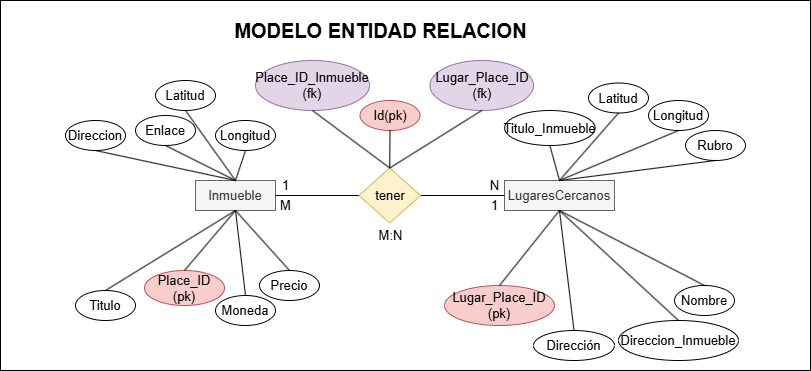 MODELO ENTIDAD RELACION
Place_ID_Inmueble
(fk)
Lugar_Place_ID
(fk)
Id(pk)
Latitud
Enlace
Direccion
Longitud
Titulo_Inmueble
Latitud
Longitud
Rubro
Inmueble
1
M
tener
M:N
N
1
LugaresCercanos
Titulo
Place_ID
(pk)
Moneda
Precio
Lugar_Place_ID
(pk)
Dirección
Direccion_Inmueble
Nombre